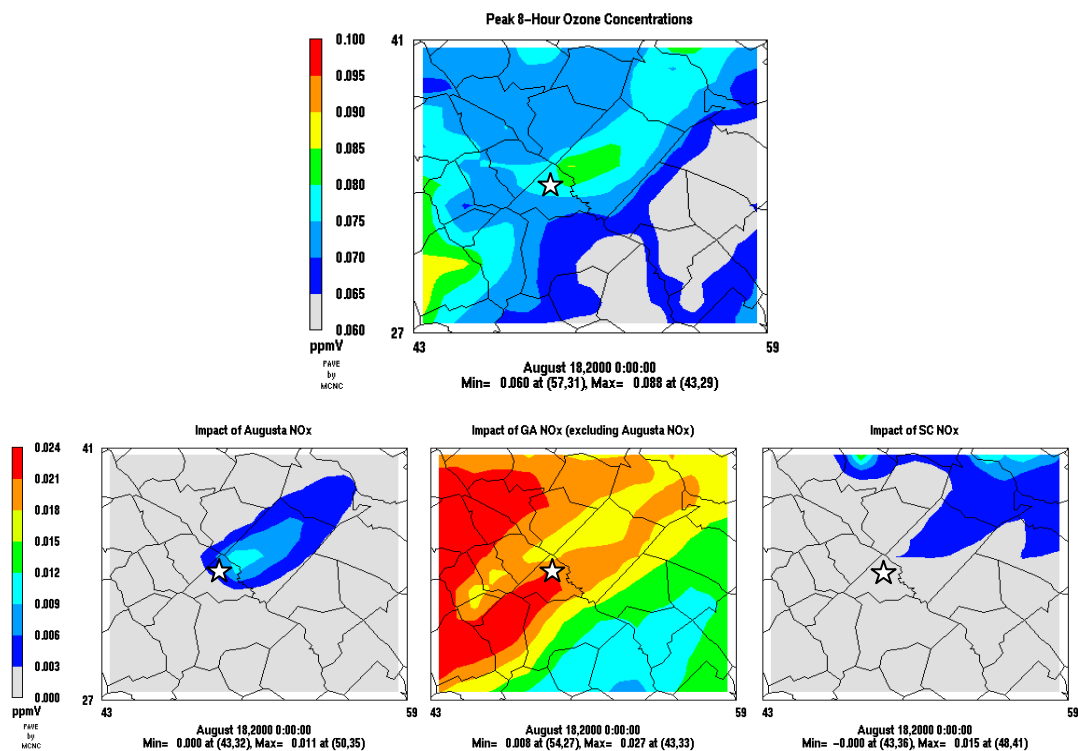 Peak 8-Hour Ozone Concentrations
0.100
0.095
0.090
0.085
0.080
0.075
0.070
0.065
0.060
ppmV
PAVE
by
MCNC
41
27
43
59
August 18,2000 0:00:00
Min= 0.060 at (57,31), Max= 0.088 at (43,29)
Impact of Augusta NOx
0.024
0.021
0.018
0.015
0.012
0.009
0.006
0.003
0.000
ppmV
PAVE
by
MCNC
41
27
43
59
August 18,2000 0:00:00
Min= 0.000 at (43,32), Max= 0.011 at (50,35)
Impact of GA NOx (excluding Augusta NOx)
41
27
43
59
August 18,2000 0:00:00
Min= 0.008 at (54,27), Max= 0.027 at (43,33)
Impact of SC NOx
41
27
43
59
August 18,2000 0:00:00
Min= -0.000 at (43,36), Max= 0.015 at (48,41)